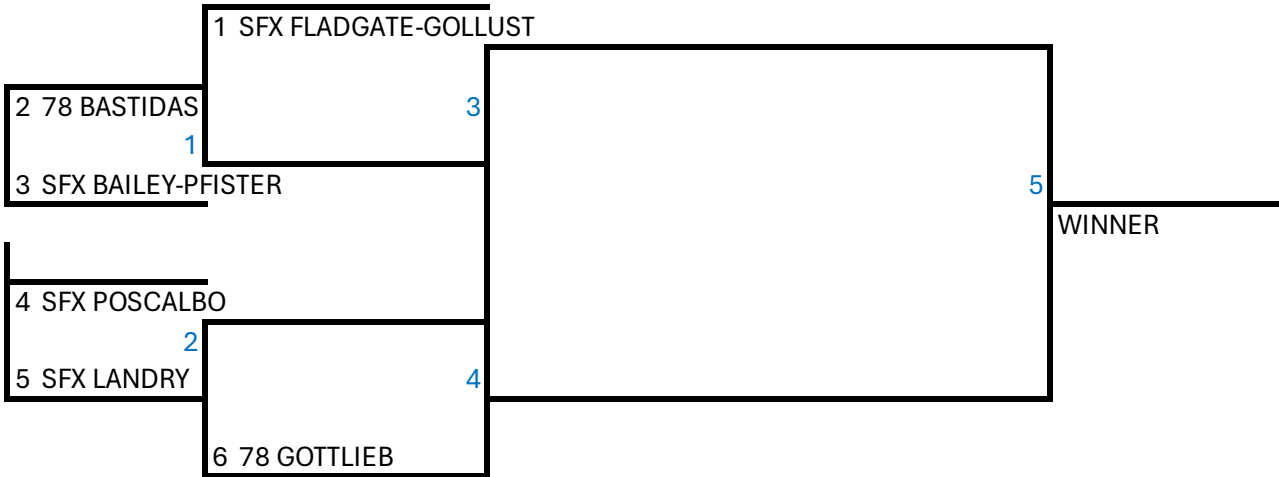 1 SFX FLADGATE-GOLLUST
2 78 BASTIDAS
3
1
3 SFX BAILEY-PFISTER
5
WINNER
4 SFX POSCALBO
2
5 SFX LANDRY
4
6 78 GOTTLIEB